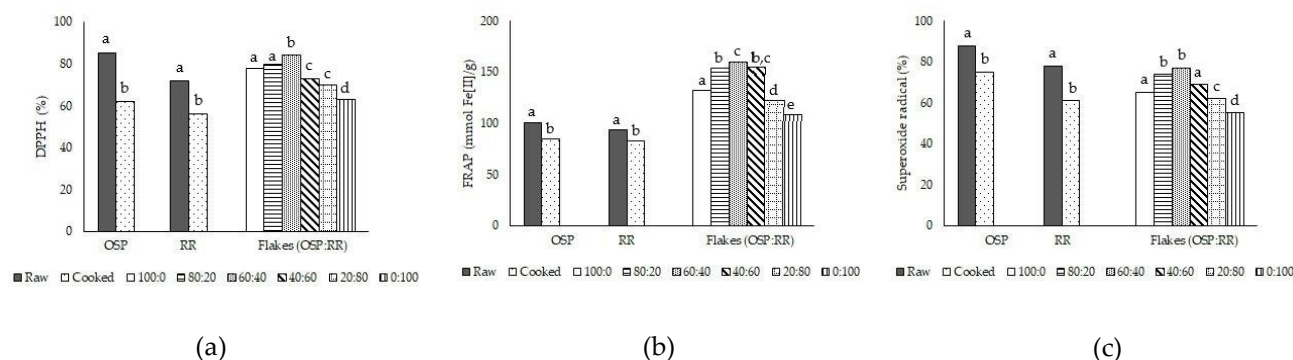 100
80
60
40
20
0
DPPH (%)
a
b
a
b
a
a
b
c
c
d
OSP RR Flakes (OSP:RR)
Raw Cooked 100:0 80:20 60:40 40:60 20:80 0:100
(a)
200
150
100
50
0
FRAP (mmol Fe[II]/g)
a
b
a
b
a
b
c
b,c
d
e
OSP RR Flakes (OSP:RR)
Raw Cooked 100:0 80:20 60:40 40:60 20:80 0:100
(b)
100
80
60
40
20
0
Superoxide radical (%)
a
b
a
b
a
b
b
a
c
d
OSP RR Flakes (OSP:RR)
Raw Cooked 100:0 80:20 60:40 40:60 20:80 0:100
(c)